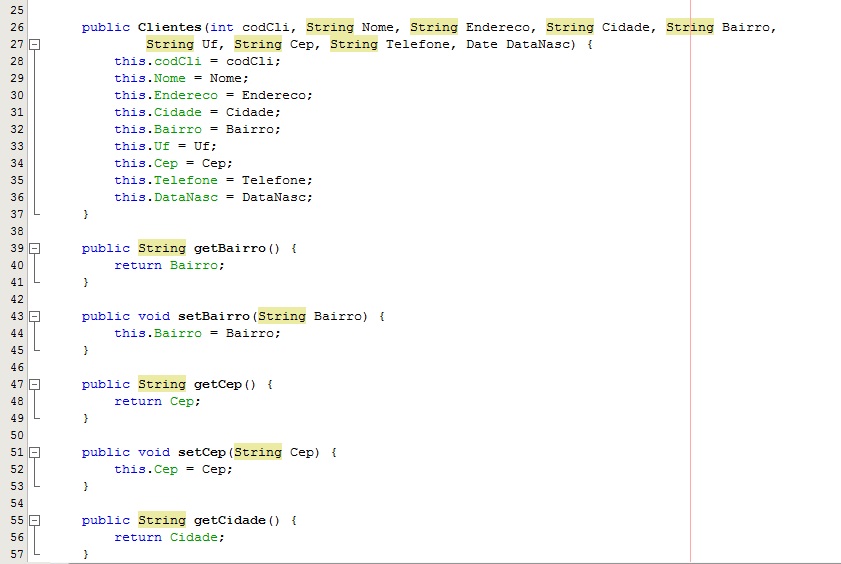 25
26 public Clientes(int codCli, String Nome, String Endereco, String Cidade, String Bairro,
27 String Uf, String Cep, String Telefone, Date DataNasc) {
28 this.codCli = codCli;
29 this.Nome = Nome;
30 this.Endereco = Endereco;
31 this.Cidade = Cidade;
32 this.Bairro = Bairro;
33 this.Uf = Uf;
34 this.Cep = Cep;
35 this.Telefone = Telefone;
36 this.DataNasc = DataNasc;
37 }
38
39 public String getBairro() {
40 return Bairro;
41 }
42
43 public void setBairro(String Bairro) {
44 this.Bairro = Bairro;
45 }
46
47 public String getCep() {
48 return Cep;
49 }
50
51 public void setCep(String Cep) {
52 this.Cep = Cep;
53 }
54
55 public String getCidade() {
56 return Cidade;
57 }